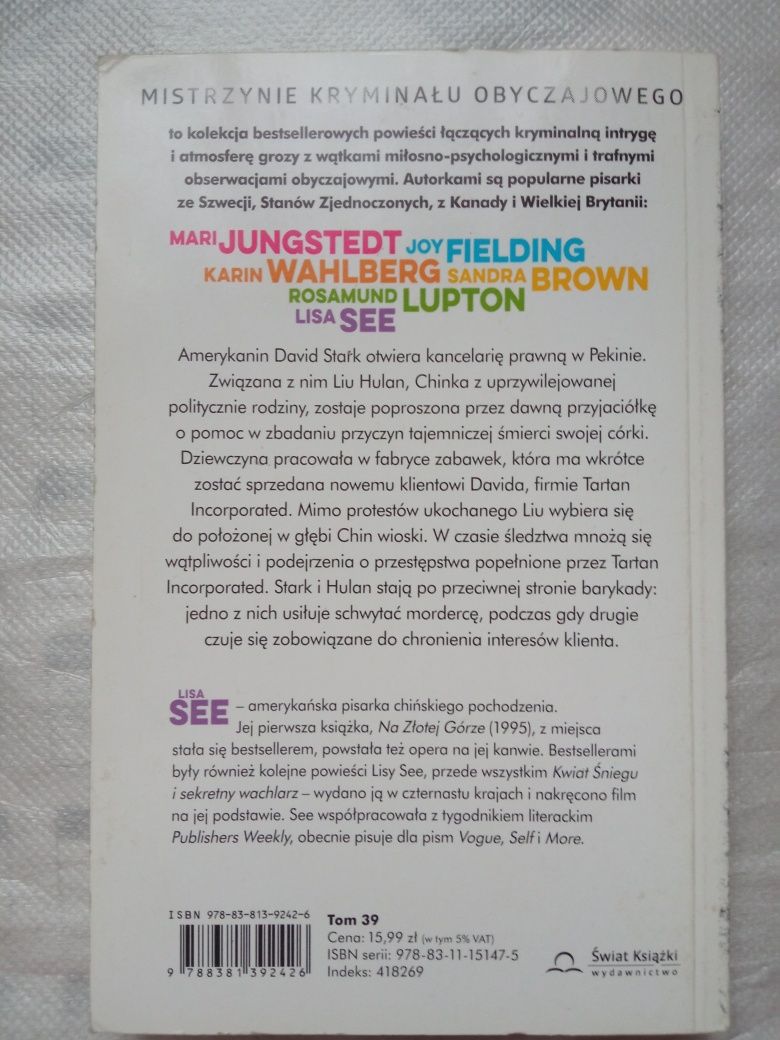 MISTRZYNIE KRYMINAŁU OBYCZAJOWEGO
to kolekcja bestsellerowych powieści łączących kryminalną intrygę
i atmosferę grozy z wątkami miłosno-psychologicznymi i trafnymi
obserwacjami obyczajowymi. Autorkami są popularne pisarki
ze Szwecji, Stanów Zjednoczonych, z Kanady i Wielkiej Brytanii:
MARI JUNGSTEDT JOY FIELDING
KARIN WAHLBERG SANDRA BROWN
ROSAMUND LUPTON
LISA SEE
Amerykanin David Stark otwiera kancelarię prawną w Pekinie.
Związana z nim Liu Hulan, Chinka z uprzywilejowanej
politycznie rodziny, zostaje poproszona przez dawną przyjaciółkę
o pomoc w zbadaniu przyczyn tajemniczej śmierci swojej córki.
Dziewczyna pracowała w fabryce zabawek, która ma wkrótce
zostać sprzedana nowemu klientowi Davida, firmie Tartan
Incorporated. Mimo protestów ukochanego Liu wybiera się
do położonej w głębi Chin wioski. W czasie śledztwa mnożą się
wątpliwości i podejrzenia o przestępstwa popełnione przez Tartan
Incorporated. Stark i Hulan stają po przeciwnej stronie barykady:
jedno z nich usiłuje schwytać mordercę, podczas gdy drugie
czuje się zobowiązane do chronienia interesów klienta.
LISA
SEE – amerykańska pisarka chińskiego pochodzenia.
Jej pierwsza książka, Na Złotej Górze (1995), z miejsca
stała się bestsellerem, powstała też opera na jej kanwie. Bestsellerami
były również kolejne powieści Lisy See, przede wszystkim Kwiat Śniegu
i sekretny wachlarz – wydano ją w czternastu krajach i nakręcono film
na jej podstawie. See współpracowała z tygodnikiem literackim
Publishers Weekly, obecnie pisuje dla pism Vogue, Self i More.
ISBN 978-83-813-9242-6
9 788381 392426
Tom 39
Cena: 15,99 zł (w tym 5% VAT)
ISBN serii: 978-83-11-15147-5
Indeks: 418269
Świat Książki
wydawnictwo